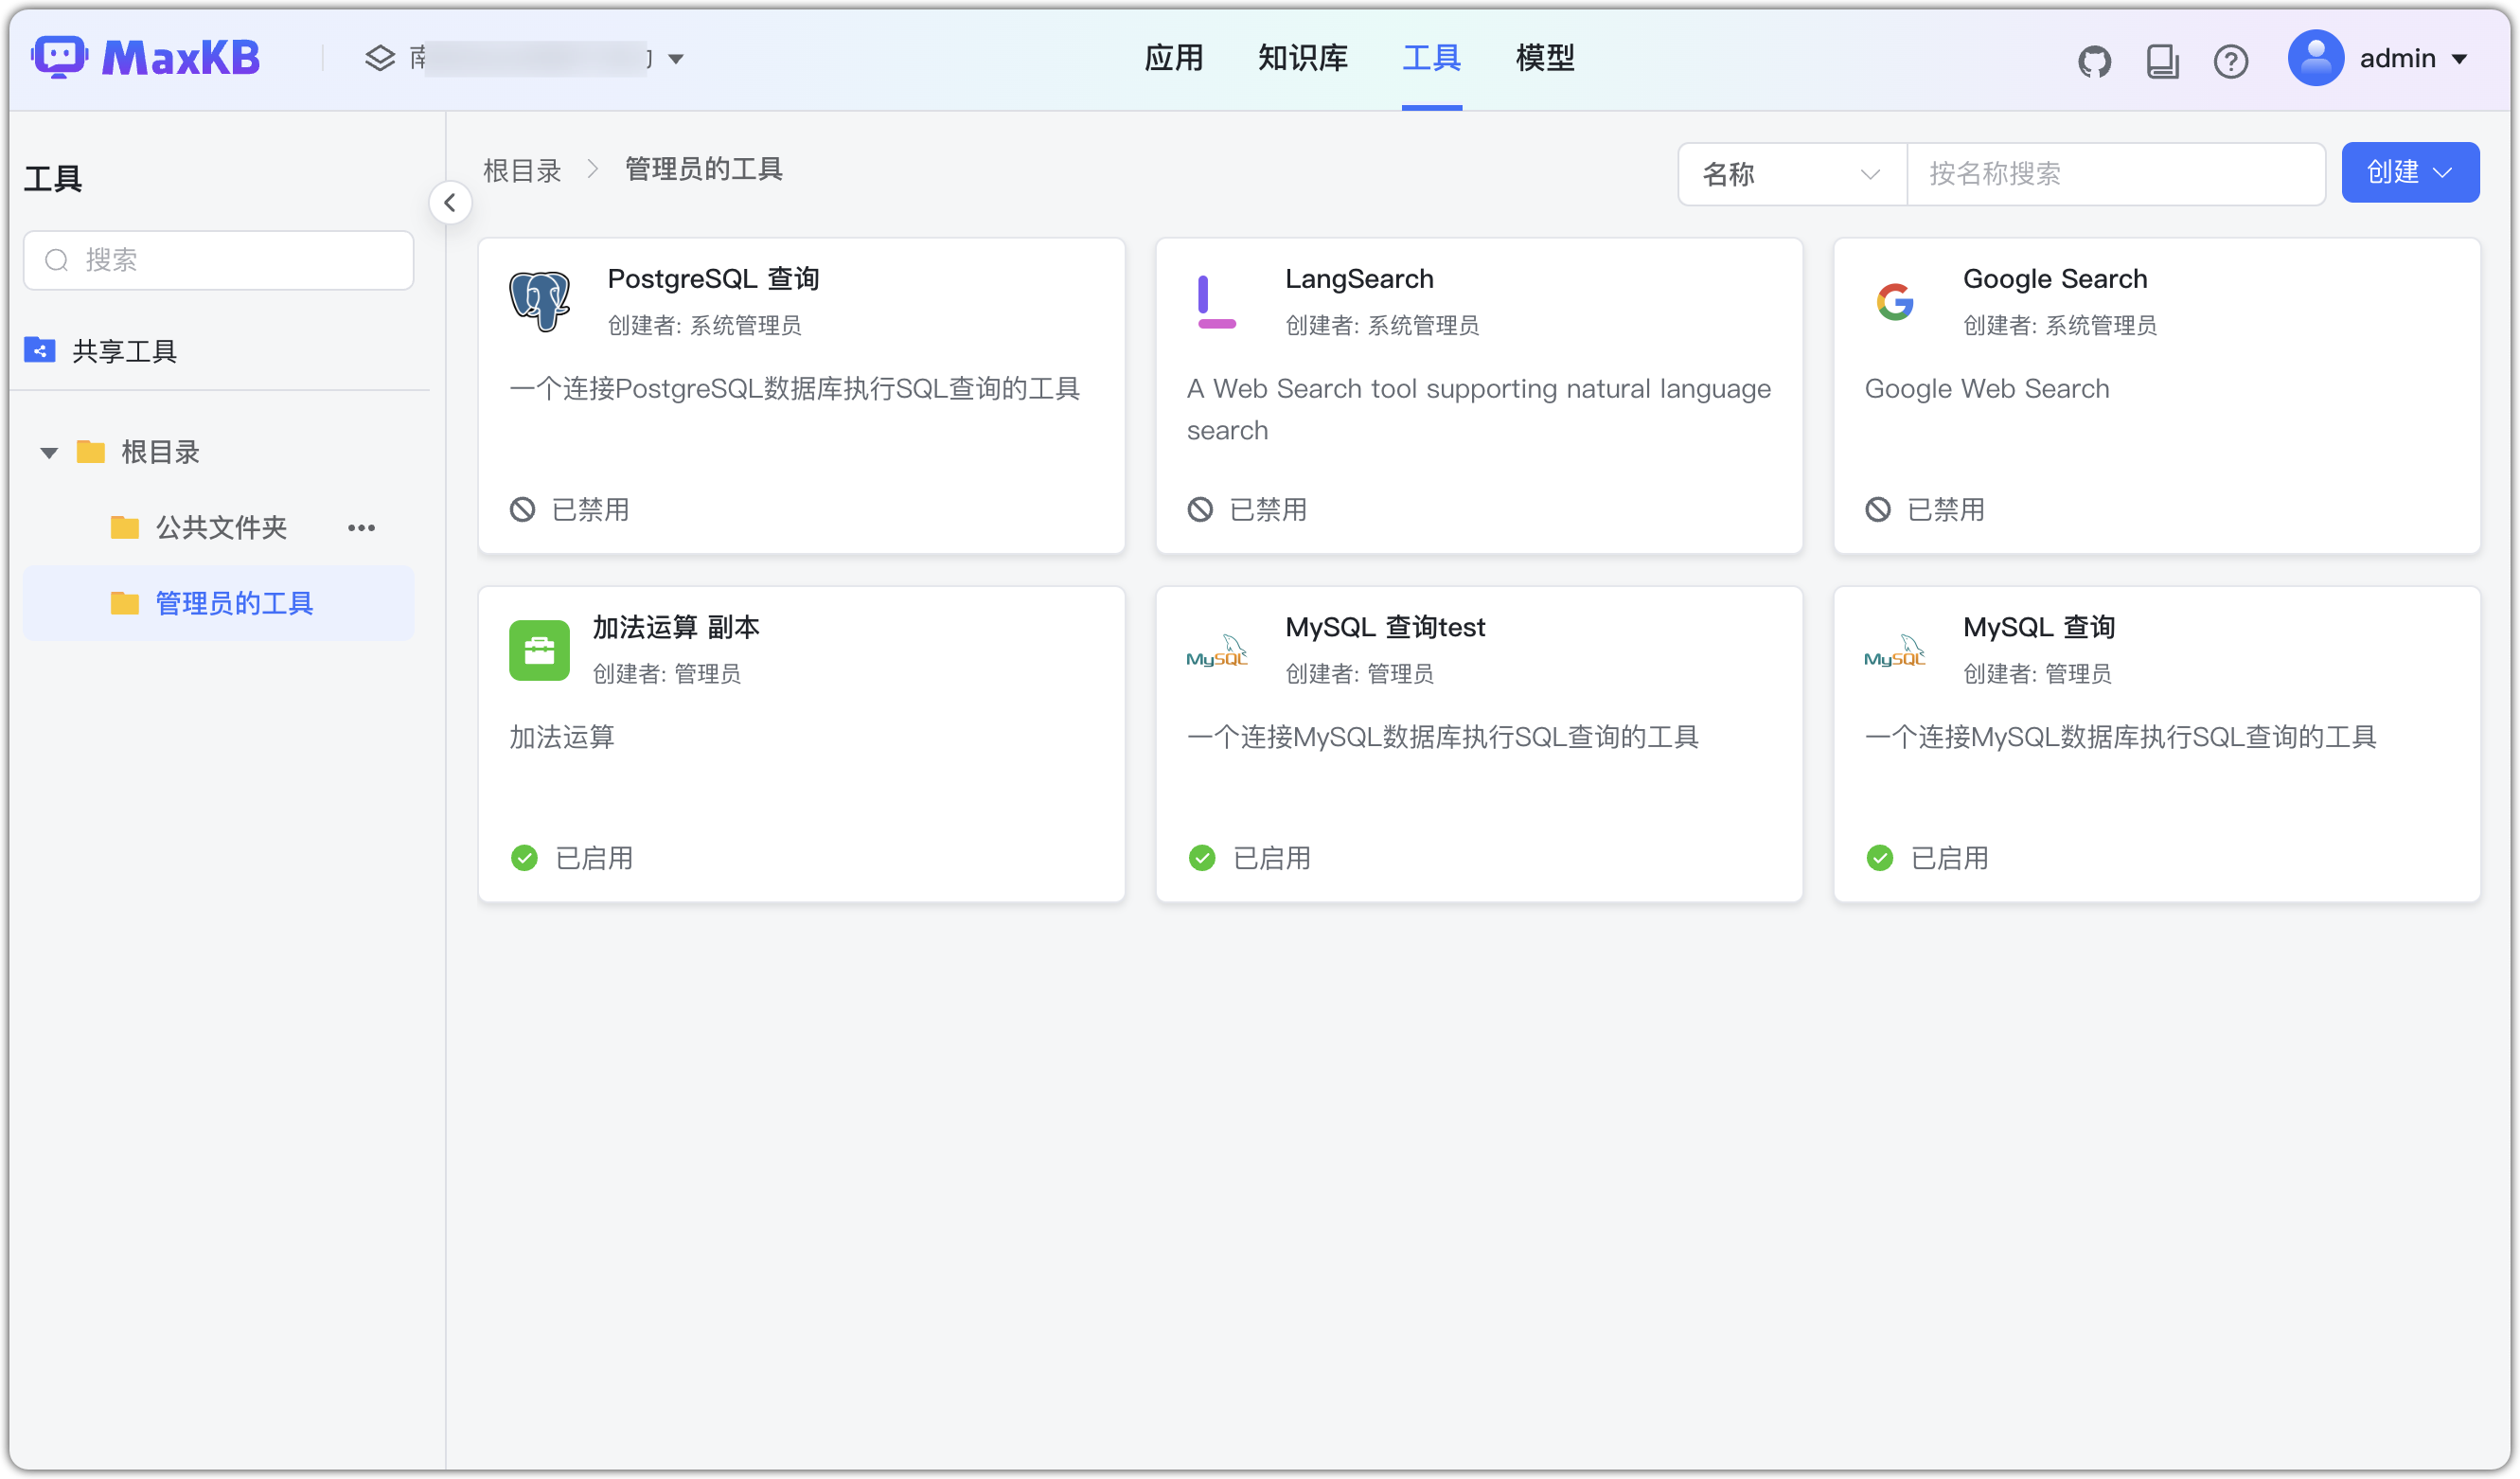 MaxKB
南
应用 知识库 工具 模型
admin
工具
搜索
共享工具
根目录
公共文件夹
管理员的工具
根目录 > 管理员的工具
名称 按名称搜索 创建
PostgreSQL 查询
创建者: 系统管理员
一个连接PostgreSQL数据库执行SQL查询的工具
已禁用
LangSearch
创建者: 系统管理员
A Web Search tool supporting natural language
search
已禁用
Google Search
创建者: 系统管理员
Google Web Search
已禁用
加法运算 副本
创建者: 管理员
加法运算
已启用
MySQL
MySQL 查询test
创建者: 管理员
一个连接MySQL数据库执行SQL查询的工具
已启用
MySQL
MySQL 查询
创建者: 管理员
一个连接MySQL数据库执行SQL查询的工具
已启用